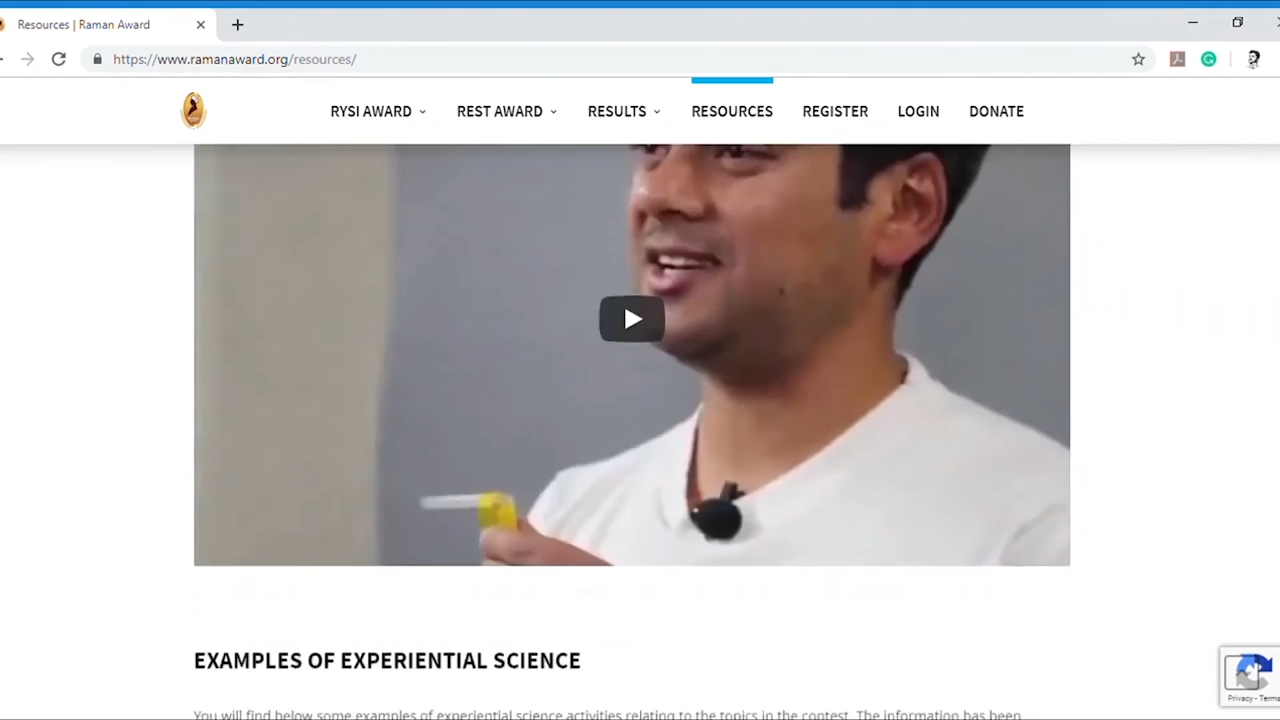 Resources | Raman Award
https://www.ramanaward.org/resources/
RYSI AWARD REST AWARD RESULTS RESOURCES REGISTER LOGIN DONATE
EXAMPLES OF EXPERIENTIAL SCIENCE
You will find below some examples of experiential science activities relating to the topics in the contest. The information has been
Privacy - Terms